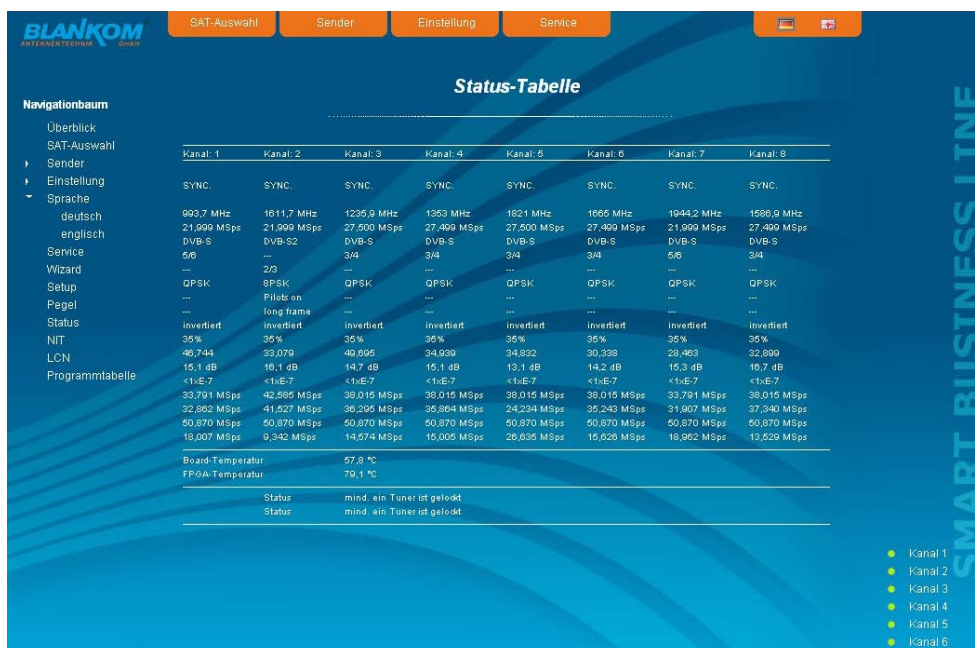 BLANKOM
ANTENNENTECHNIK GmbH
SAT-Auswahl Sender Einstellung Service
Status-Tabelle
Navigationbaum
Überblick
SAT-Auswahl
Sender
Einstellung
Sprache
deutsch
englisch
Service
Wizard
Setup
Pegel
Status
NIT
LCN
Programmtabelle
Kanal: 1 Kanal: 2 Kanal: 3 Kanal: 4 Kanal: 5 Kanal: 6 Kanal: 7 Kanal: 8
SYNC. SYNC. SYNC. SYNC. SYNC. SYNC. SYNC. SYNC.
993,7 MHz 1611,7 MHz 1235,9 MHz 1353 MHz 1821 MHz 1665 MHz 1944,2 MHz 1586,9 MHz
21,999 MSps 21,999 MSps 27,500 MSps 27,499 MSps 27,500 MSps 27,499 MSps 21,999 MSps 27,499 MSps
DVB-S DVB-S2 DVB-S DVB-S DVB-S DVB-S DVB-S DVB-S
5/6 --- 3/4 3/4 3/4 3/4 5/6 3/4
--- 2/3 --- --- --- --- --- ---
QPSK 8PSK QPSK QPSK QPSK QPSK QPSK QPSK
--- Pilots on --- --- --- --- --- ---
--- long frame --- --- --- --- --- ---
invertiert invertiert invertiert invertiert invertiert invertiert invertiert invertiert
35% 35% 35% 35% 35% 35% 35% 35%
46,744 33,079 49,695 34,939 34,832 30,338 28,463 32,899
15,1 dB 16,1 dB 14,7 dB 15,1 dB 13,1 dB 14,2 dB 15,3 dB 16,7 dB
<1xE-7 <1xE-7 <1xE-7 <1xE-7 <1xE-7 <1xE-7 <1xE-7 <1xE-7
33,791 MSps 42,585 MSps 38,015 MSps 38,015 MSps 38,015 MSps 38,015 MSps 33,791 MSps 38,015 MSps
32,862 MSps 41,527 MSps 36,295 MSps 35,864 MSps 24,234 MSps 35,243 MSps 31,907 MSps 37,340 MSps
50,870 MSps 50,870 MSps 50,870 MSps 50,870 MSps 50,870 MSps 50,870 MSps 50,870 MSps 50,870 MSps
18,007 MSps 9,342 MSps 14,574 MSps 15,005 MSps 26,635 MSps 15,626 MSps 18,962 MSps 13,529 MSps
Board-Temperatur 57,8 °C
FPGA-Temperatur 79,1 °C
Status mind. ein Tuner ist gelockt
Status mind. ein Tuner ist gelockt
SMART BUSINESS LINE
Kanal 1
Kanal 2
Kanal 3
Kanal 4
Kanal 5
Kanal 6